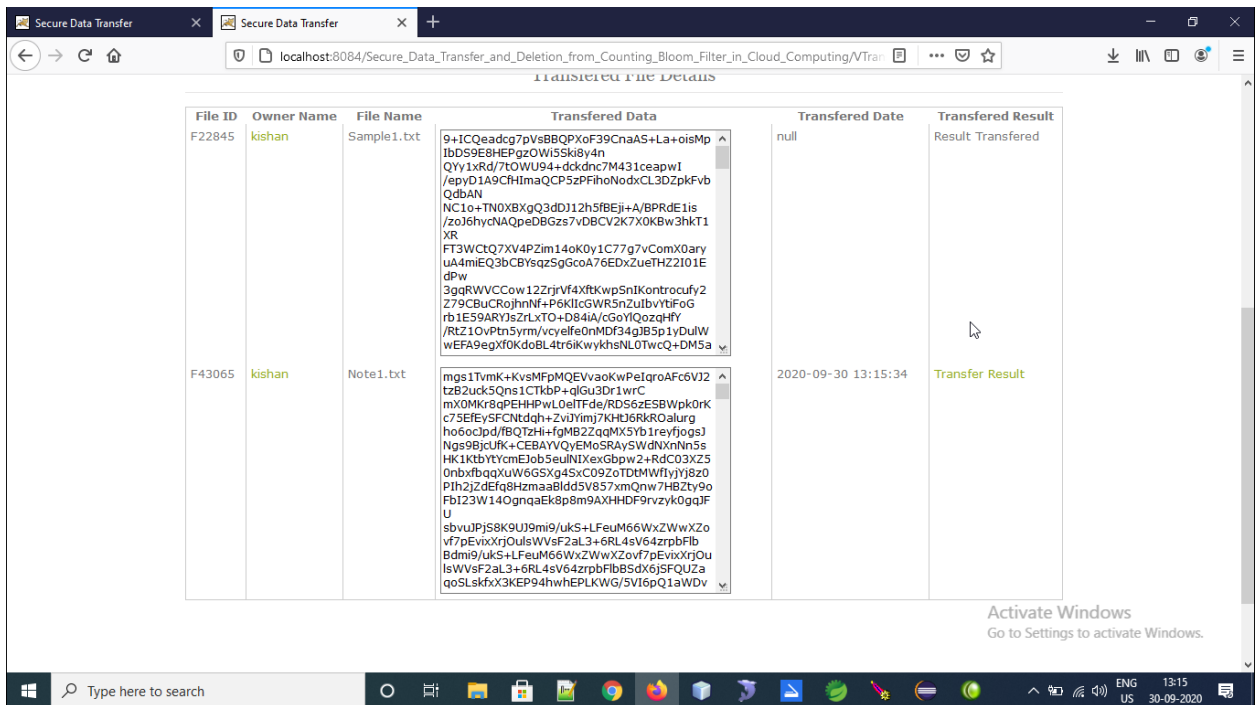 Secure Data Transfer
Secure Data Transfer
localhost:8084/Secure_Data_Transfer_and_Deletion_from_Counting_Bloom_Filter_in_Cloud_Computing/VTran
Transfered File Details
File ID Owner Name File Name Transfered Data Transfered Date Transfered Result
F22845 kishan Sample1.txt null Result Transfered
9+ICQeadcg7pVsBBQPXoF39CnaAS+La+oisMp
IbDS9E8HEPgzOWi5Ski8y4n
QYy1xRd/7tOWU94+dckdnc7M431ceapwI
/epyD1A9CfHImaQCP5zPFihoNodxCL3DZpkFvb
QdbAN
NC1o+TN0XBXgQ3dDJ12h5fBEji+A/BPRdE1is
/zoJ6hycNAQpeDBGzs7vDBCV2K7X0KBw3hkT1
XR
FT3WCtQ7XV4PZim14oK0y1C77g7vComX0ary
uA4miEQ3bCBYsqzSgGcoA76EDxZueTHZ2I01E
dPw
3gqRWVCCow12ZrjrVf4XftKwpSnIKontrocufy2
Z79CBuCRojhnNf+P6KlIcGWR5nZuIbvYtiFoG
rb1E59ARYJsZrLxTO+D84iA/cGoYlQozqHfY
/RtZ1OvPtn5yrm/vcyelfe0nMDf34gJB5p1yDulW
wEFA9egXf0KdoBL4tr6iKwykhsNL0TwcQ+DM5a
F43065 kishan Note1.txt 2020-09-30 13:15:34 Transfer Result
mgs1TvmK+KvsMFpMQEVvaoKwPeIqroAFc6VJ2
tzB2uck5Qns1CTkbP+qlGu3Dr1wrC
mX0MKr8qPEHHPwL0elTFde/RDS6zESBWpk0rK
c75EfEySFCNtdqh+ZviJYimj7KHtJ6RkROalurg
ho6ocJpd/fBQTzHi+fgMB2ZqqMX5Yb1reyfjogsJ
Ngs9BjcUfK+CEBAYVQyEMoSRAySWdNXnNn5s
HK1KtbYtYcmEJob5eulNIXexGbpw2+RdC03XZ5
0nbxfbqqXuW6GSXg4SxC09ZoTDtMWfIyjYj8z0
PIh2jZdEfq8HzmaaBldd5V857xmQnw7HBZty9o
FbI23W14OgnqaEk8p8m9AXHHDF9rvzyk0gqJF
U
sbvuJPjS8K9UJ9mi9/ukS+LFeuM66WxZWwXZo
vf7pEvixXrjOulsWVsF2aL3+6RL4sV64zrpbFlb
Bdmi9/ukS+LFeuM66WxZWwXZovf7pEvixXrjOu
lsWVsF2aL3+6RL4sV64zrpbFlbBSdX6jSFQUZa
qoSLskfxX3KEP94hwhEPLKWG/5VI6pQ1aWDv
Activate Windows
Go to Settings to activate Windows.
Type here to search
ENG 13:15
US 30-09-2020